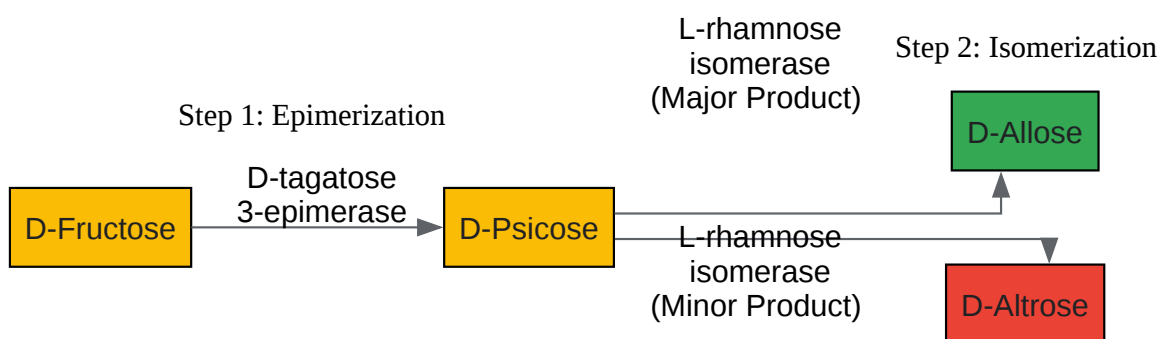 Step 1: Epimerization
D-Fructose
D-tagatose
3-epimerase
D-Psicose
L-rhamnose
isomerase
(Major Product)
Step 2: Isomerization
D-Allose
L-rhamnose
isomerase
(Minor Product)
D-Altrose